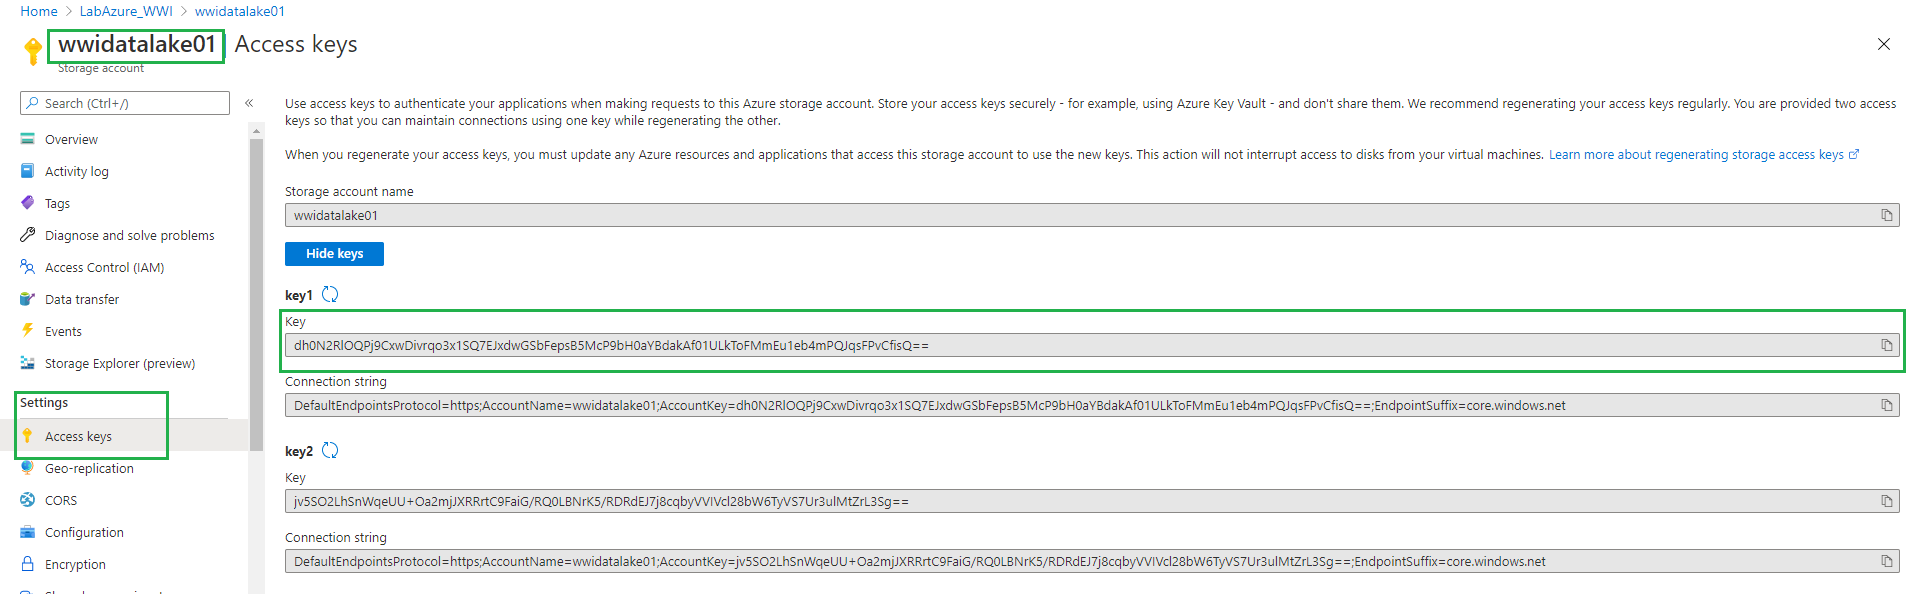 Home > LabAzure_WWI > wwidatalake01
wwidatalake01 Access keys
Storage account
Search (Ctrl+/)
«
Overview
Activity log
Tags
Diagnose and solve problems
Access Control (IAM)
Data transfer
Events
Storage Explorer (preview)
Settings
Access keys
Geo-replication
CORS
Configuration
Encryption
Use access keys to authenticate your applications when making requests to this Azure storage account. Store your access keys securely - for example, using Azure Key Vault - and don't share them. We recommend regenerating your access keys regularly. You are provided two access
keys so that you can maintain connections using one key while regenerating the other.
When you regenerate your access keys, you must update any Azure resources and applications that access this storage account to use the new keys. This action will not interrupt access to disks from your virtual machines. Learn more about regenerating storage access keys
Storage account name
wwidatalake01
Hide keys
key1
Key
dh0N2RlOQPj9CxwDivrqo3x1SQ7EJxdwGSbFepsB5McP9bH0aYBdakAf01ULkToFMmEu1eb4mPQJqsFPvCfisQ==
Connection string
DefaultEndpointsProtocol=https;AccountName=wwidatalake01;AccountKey=dh0N2RlOQPj9CxwDivrqo3x1SQ7EJxdwGSbFepsB5McP9bH0aYBdakAf01ULkToFMmEu1eb4mPQJqsFPvCfisQ==;EndpointSuffix=core.windows.net
key2
Key
jv5SO2LhSnWqeUU+Oa2mjJXRRrtC9FaiG/RQ0LBNrK5/RDRdEJ7j8cqbyVVIVcl28bW6TyVS7Ur3ulMtZrL3Sg==
Connection string
DefaultEndpointsProtocol=https;AccountName=wwidatalake01;AccountKey=jv5SO2LhSnWqeUU+Oa2mjJXRRrtC9FaiG/RQ0LBNrK5/RDRdEJ7j8cqbyVVIVcl28bW6TyVS7Ur3ulMtZrL3Sg==;EndpointSuffix=core.windows.net